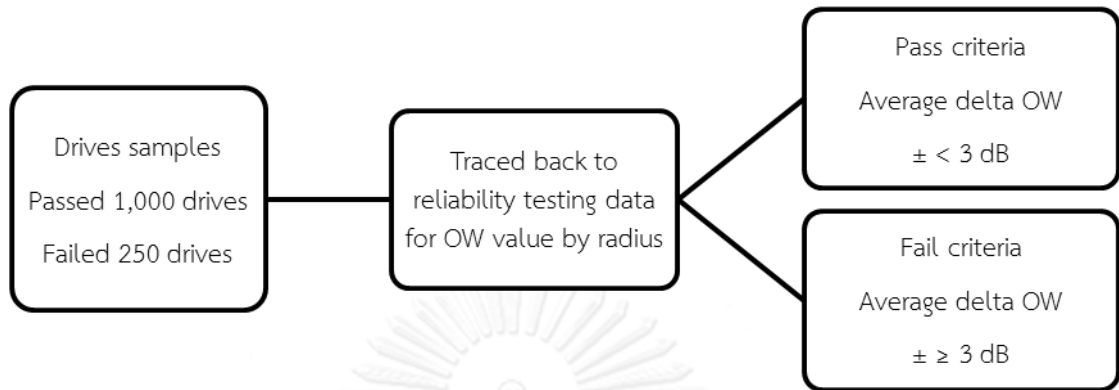 Drives samples
Passed 1,000 drives
Failed 250 drives
Traced back to
reliability testing data
for OW value by radius
Pass criteria
Average delta OW
± < 3 dB
Fail criteria
Average delta OW
± ≥ 3 dB